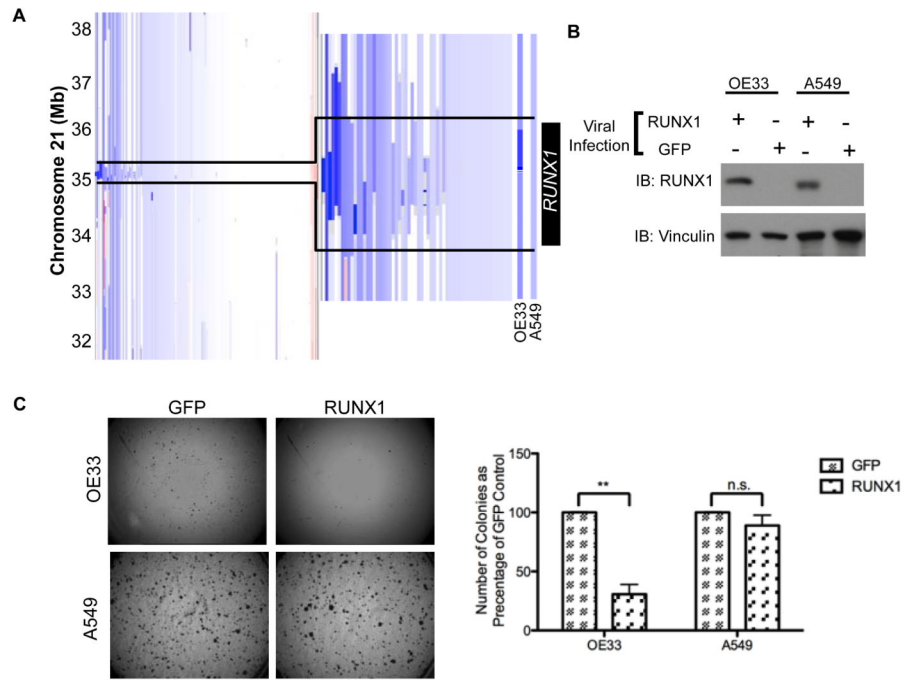 A
Chromosome 21 (Mb)
38
37
36
35
34
33
32
RUNX1
OE33
A549
B
OE33 A549
Viral Infection
RUNX1 + - + -
GFP - + - +
IB: RUNX1
IB: Vinculin
C
GFP RUNX1
OE33
A549
Number of Colonies as
Precentage of GFP Control
150
100
50
0
** n.s.
OE33 A549
GFP
RUNX1